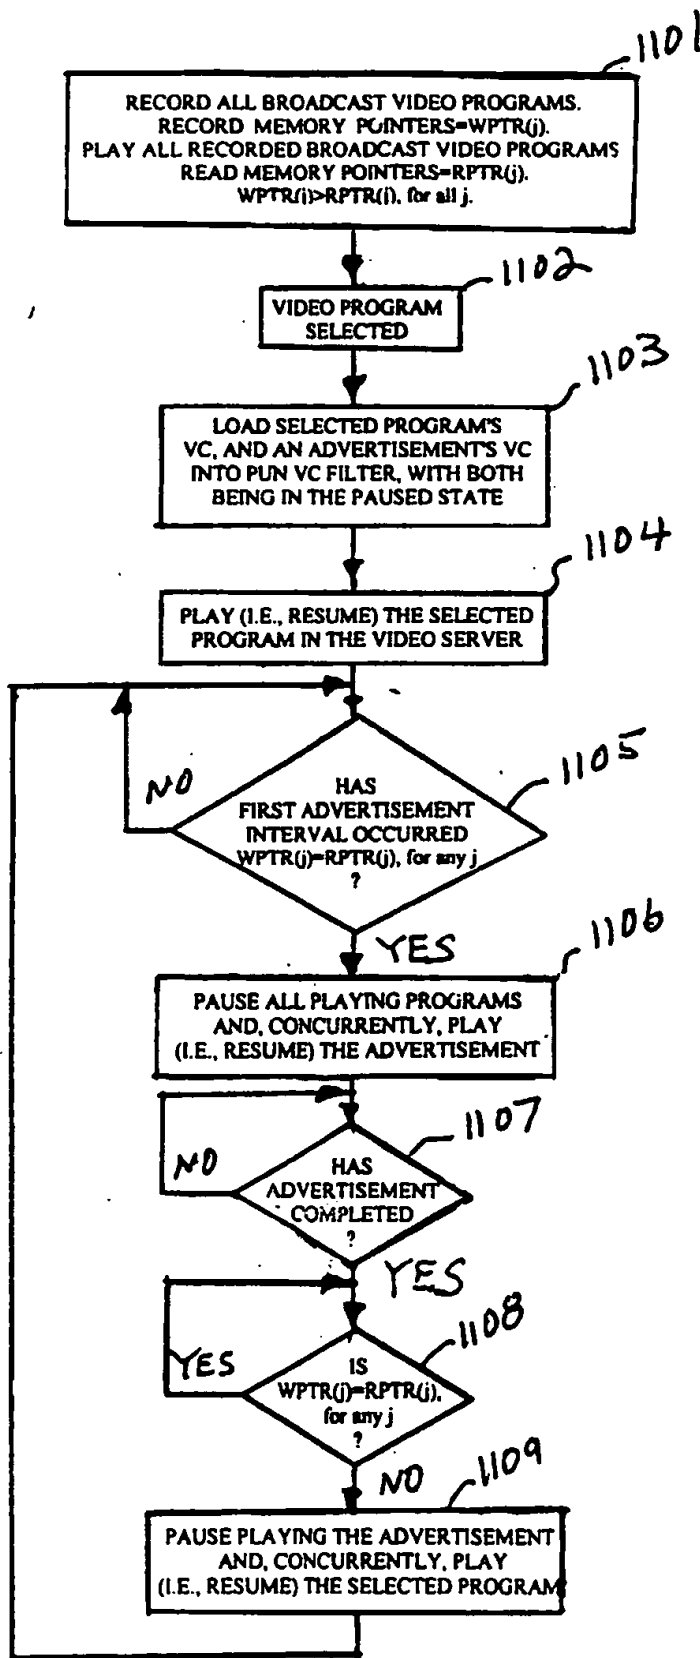 1101
RECORD ALL BROADCAST VIDEO PROGRAMS.
RECORD MEMORY POINTERS=WPTR(j).
PLAY ALL RECORDED BROADCAST VIDEO PROGRAMS
READ MEMORY POINTERS=RPTR(j).
WPTR(j)>RPTR(j), for all j.
1102
VIDEO PROGRAM
SELECTED
1103
LOAD SELECTED PROGRAM'S
VC, AND AN ADVERTISEMENT'S VC
INTO PUN VC FILTER, WITH BOTH
BEING IN THE PAUSED STATE
1104
PLAY (I.E., RESUME) THE SELECTED
PROGRAM IN THE VIDEO SERVER
1105
NO
HAS
FIRST ADVERTISEMENT
INTERVAL OCCURRED
WPTR(j)=RPTR(j), for any j
?
YES
1106
PAUSE ALL PLAYING PROGRAMS
AND, CONCURRENTLY, PLAY
(I.E., RESUME) THE ADVERTISEMENT
1107
NO
HAS
ADVERTISEMENT
COMPLETED
?
YES
1108
YES
IS
WPTR(j)=RPTR(j),
for any j
?
NO
1109
PAUSE PLAYING THE ADVERTISEMENT
AND, CONCURRENTLY, PLAY
(I.E., RESUME) THE SELECTED PROGRAM